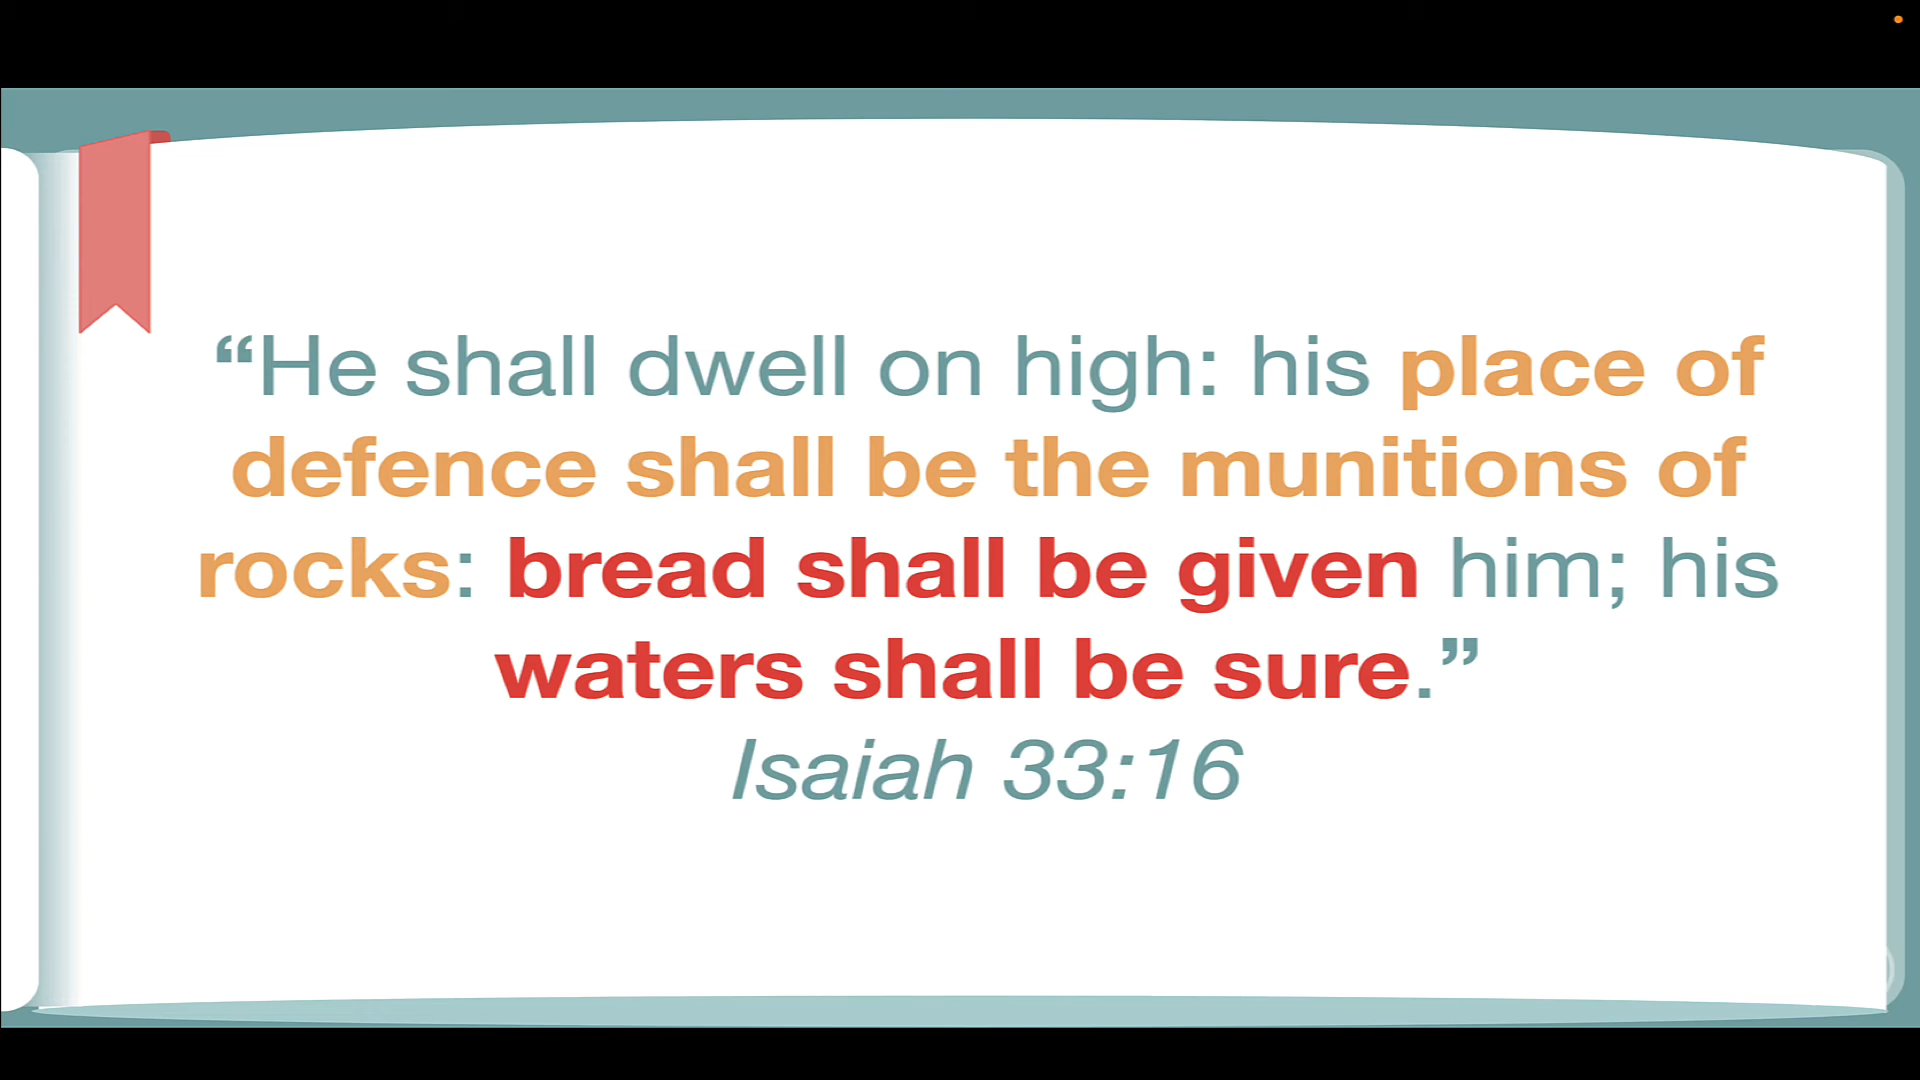 “He shall dwell on high: his place of
defence shall be the munitions of
rocks: bread shall be given him; his
waters shall be sure.”
Isaiah 33:16